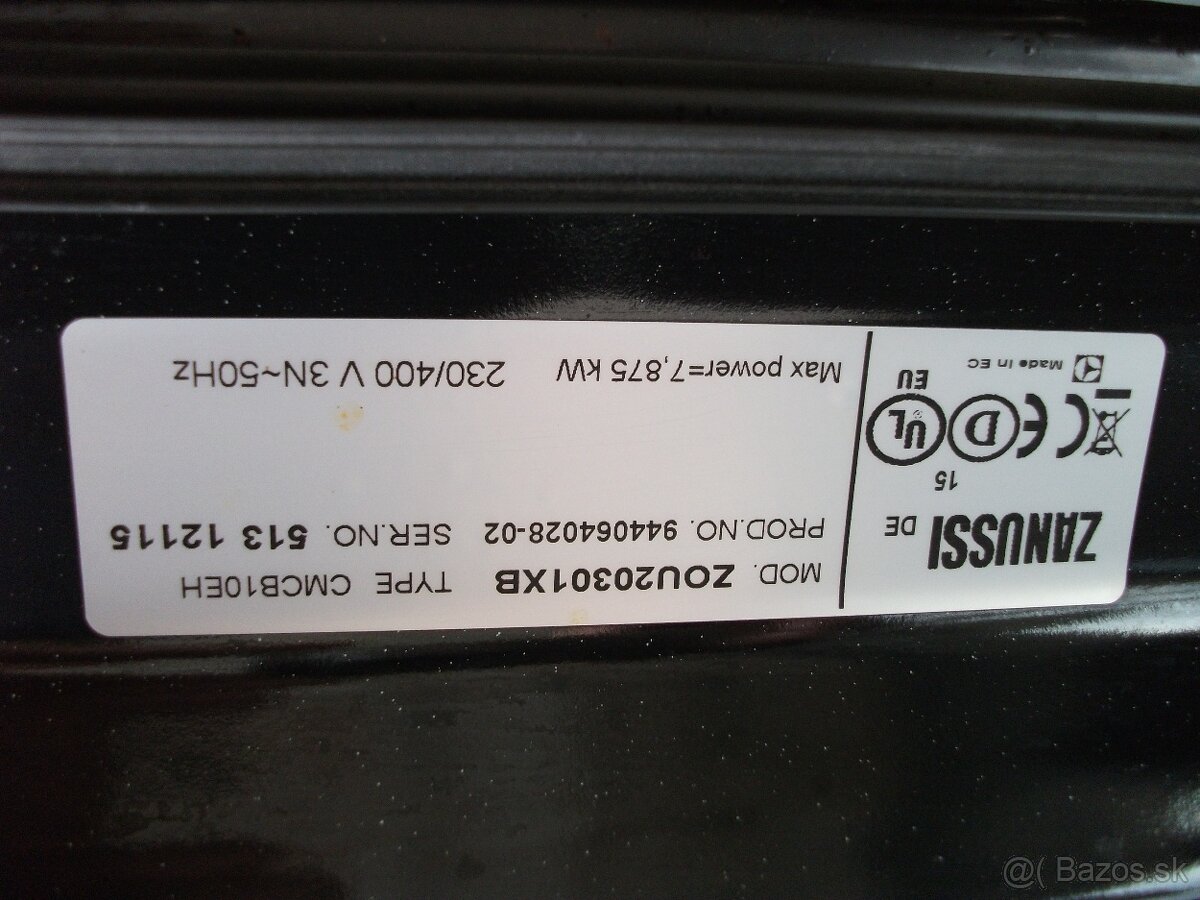 ZANUSSI DE
15
D UL
EU
Made in EC
MOD. ZOU20301XB TYPE CMCB10EH
PROD.NO. 944064028-02 SER.NO. 513 12115
Max power=7,875 kW 230/400 V 3N~50Hz
@( Bazos.sk